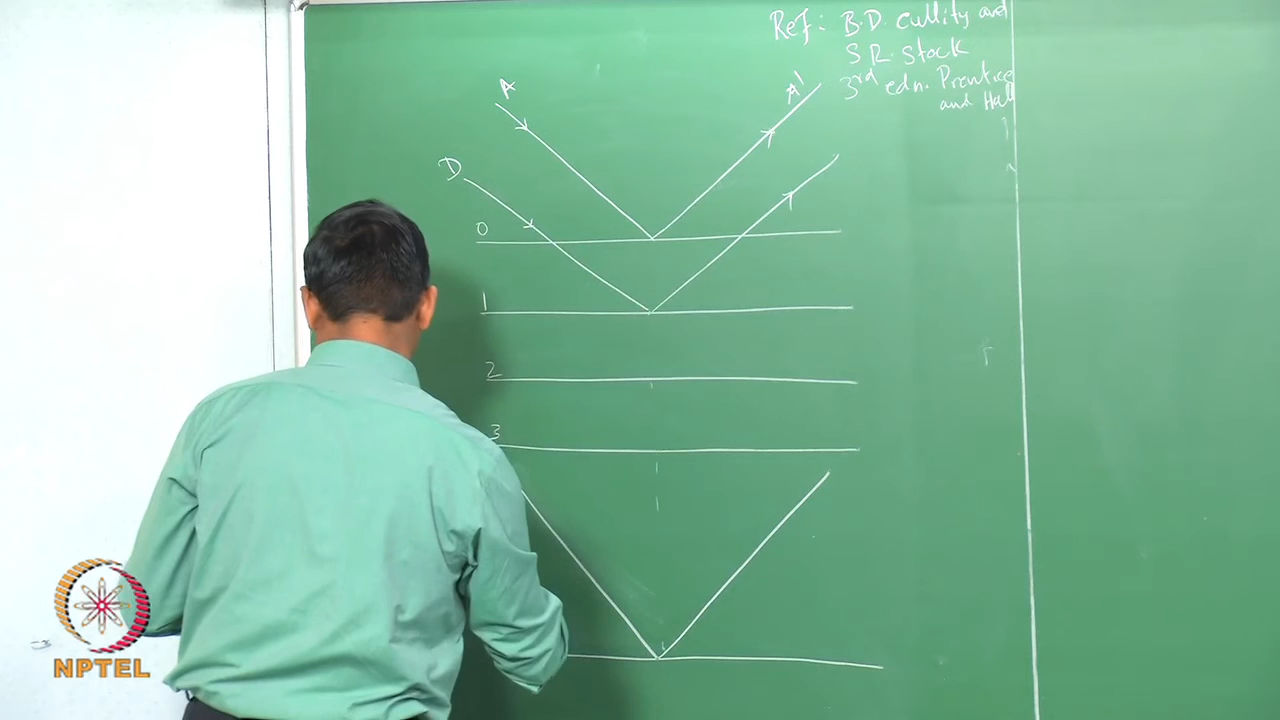 Ref: B.D. cullity and
S.R. Stock
3rd edn. Prentice
and Hall
A
A'
D
0
1
2
3
NPTEL